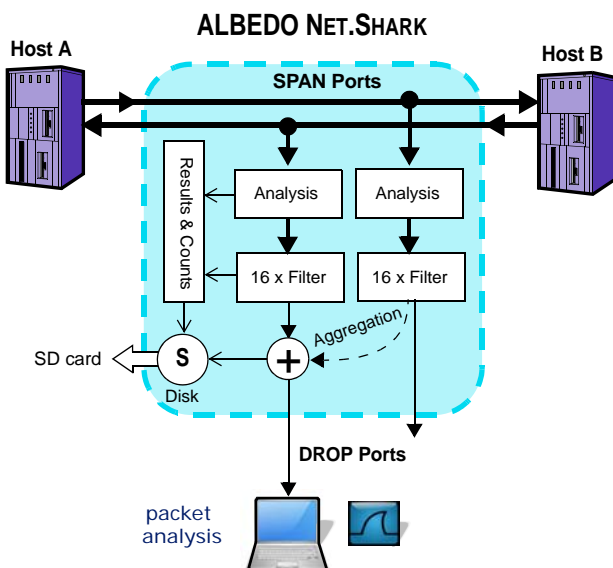 ALBEDO NET.SHARK
Host A
Host B
SPAN Ports
Results & Counts
Analysis
Analysis
16 x Filter
16 x Filter
Aggregation
+
S
SD card
Disk
DROP Ports
packet
analysis